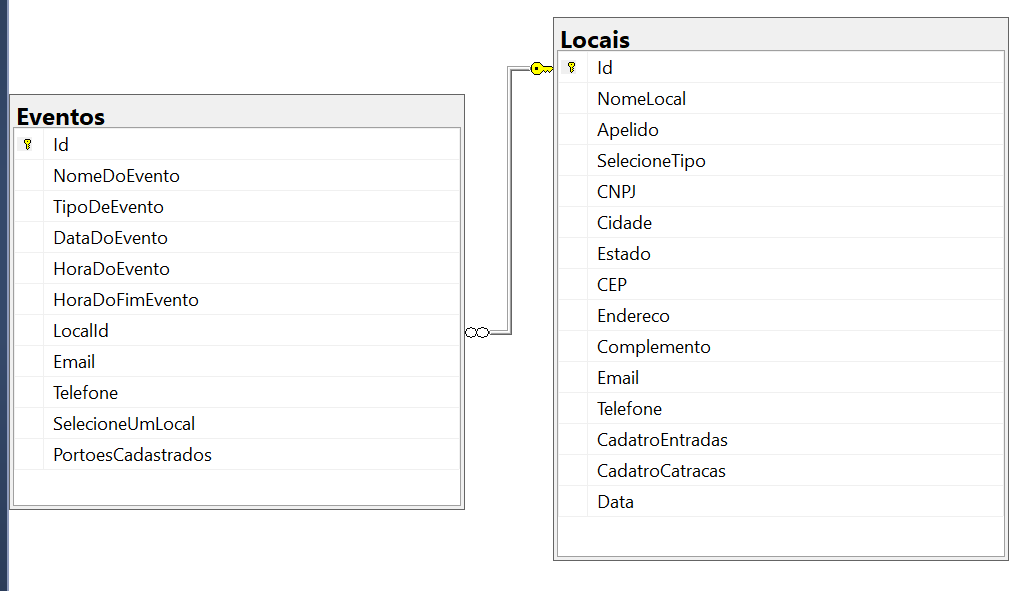 Eventos
Id
NomeDoEvento
TipoDeEvento
DataDoEvento
HoraDoEvento
HoraDoFimEvento
LocalId
Email
Telefone
SelecioneUmLocal
PortoesCadastrados
Locais
Id
NomeLocal
Apelido
SelecioneTipo
CNPJ
Cidade
Estado
CEP
Endereco
Complemento
Email
Telefone
CadatroEntradas
CadatroCatracas
Data